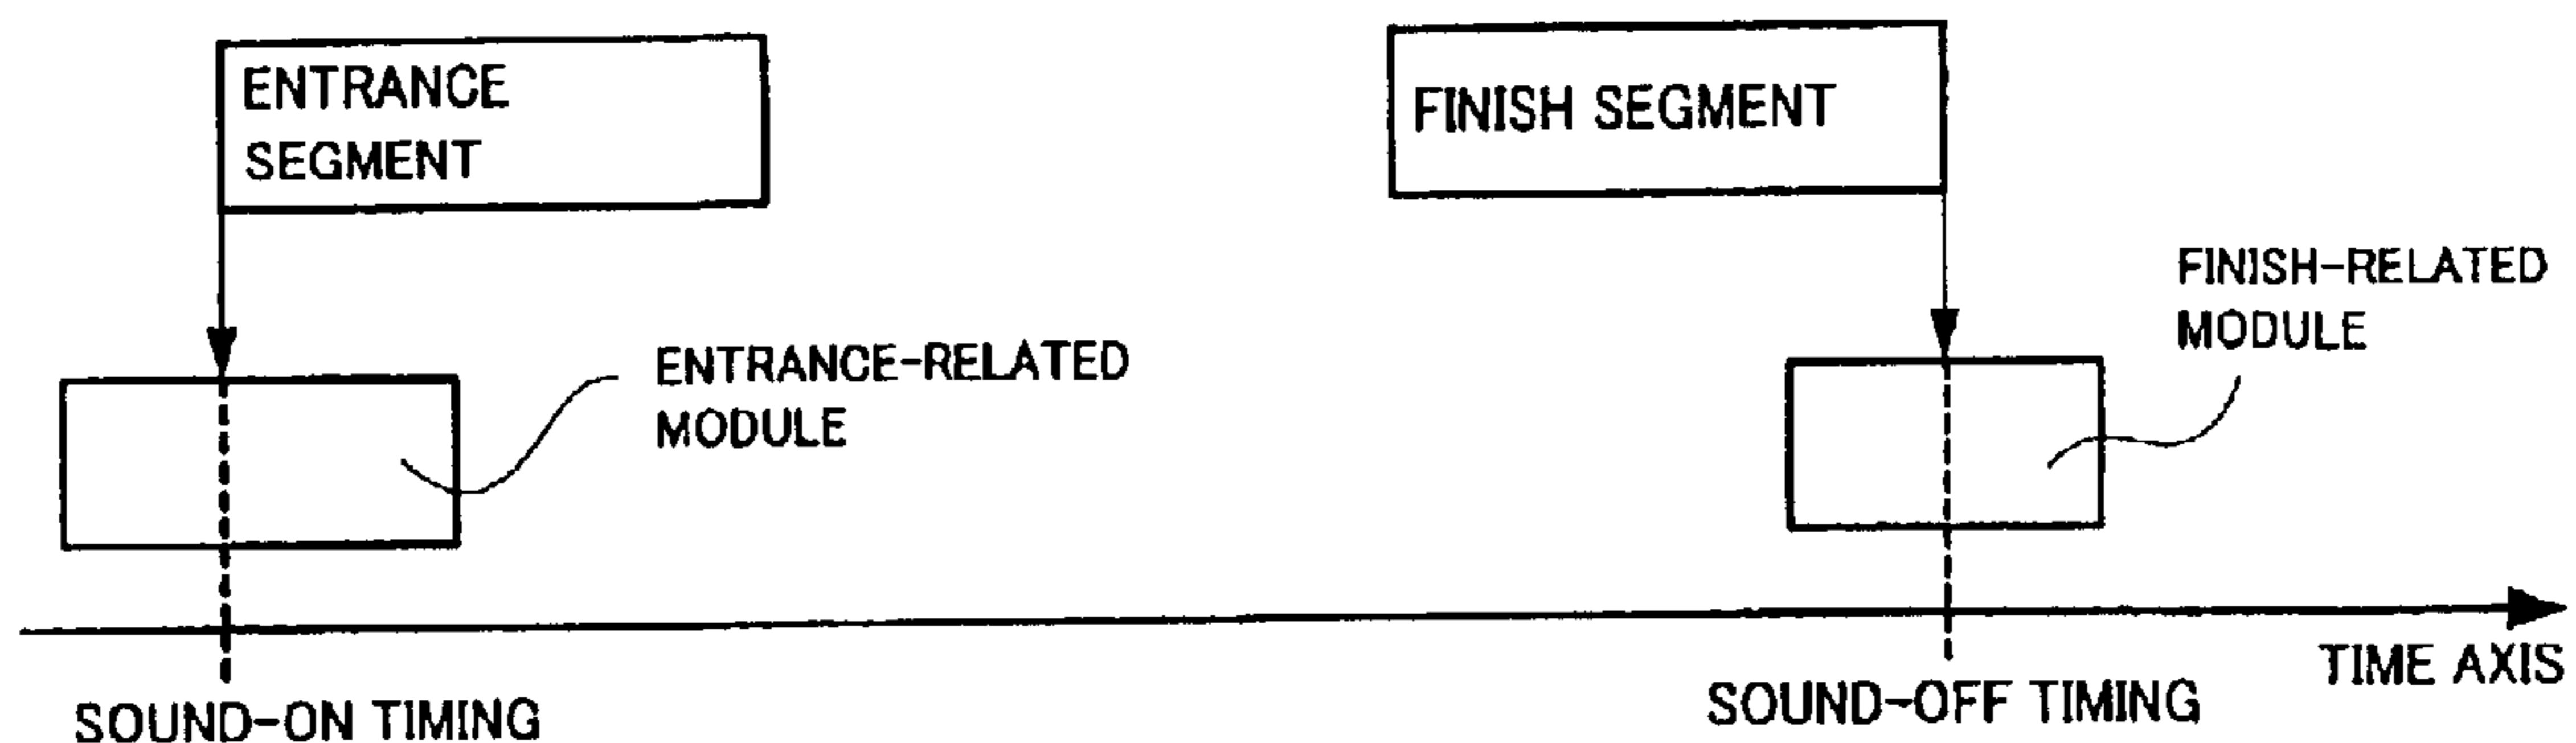 ENTRANCE
SEGMENT
FINISH SEGMENT
FINISH-RELATED
MODULE
ENTRANCE-RELATED
MODULE
TIME AXIS
SOUND-ON TIMING
SOUND-OFF TIMING